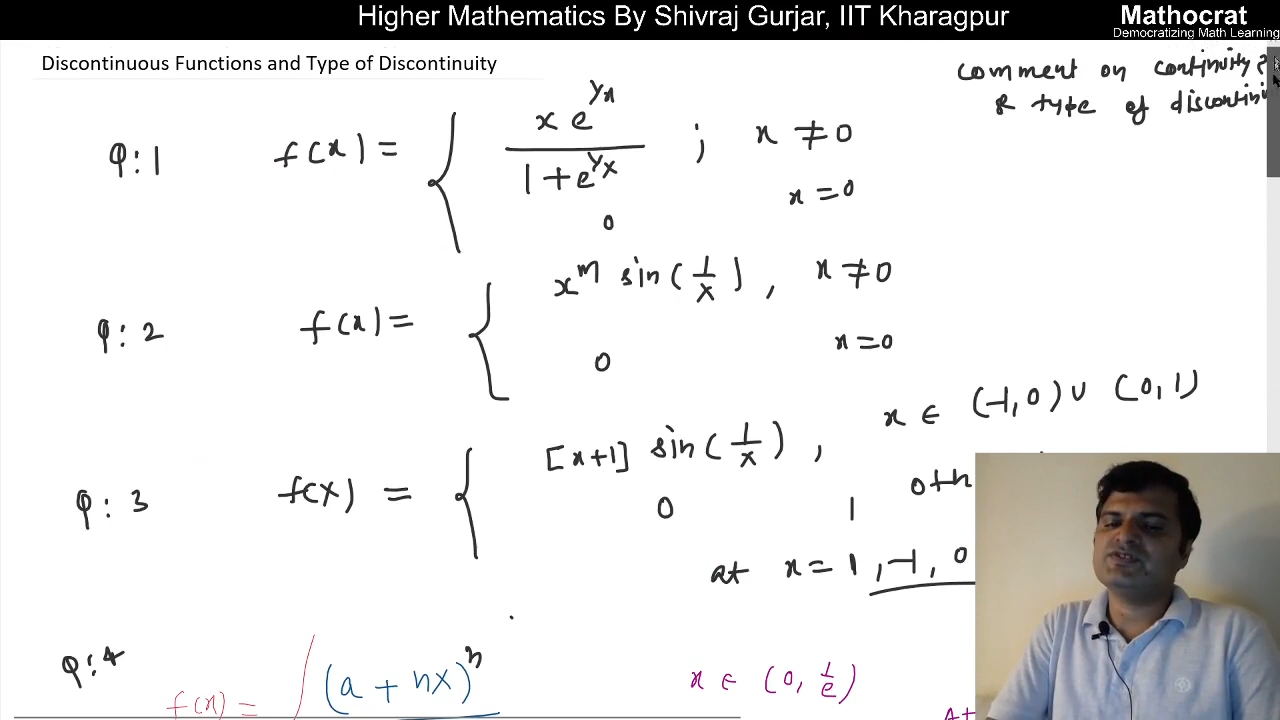 Higher Mathematics By Shivraj Gurjar, IIT Kharagpur
Mathocrat
Democratizing Math Learning
Discontinuous Functions and Type of Discontinuity
comment on continuity
& type of
Q:1 f(x) = { x e^{1/x} / 1 + e^{1/x} ; x ≠ 0
0 x = 0
Q:2 f(x) = { x^m sin(1/x), x ≠ 0
0 x = 0
Q:3 f(x) = { [x+1] sin(1/x), x ∈ (-1,0) ∪ (0,1)
0 1
at x = 1, -1, 0
Q:4 f(x) = (a + nx)^n x ∈ (0, 1/e)